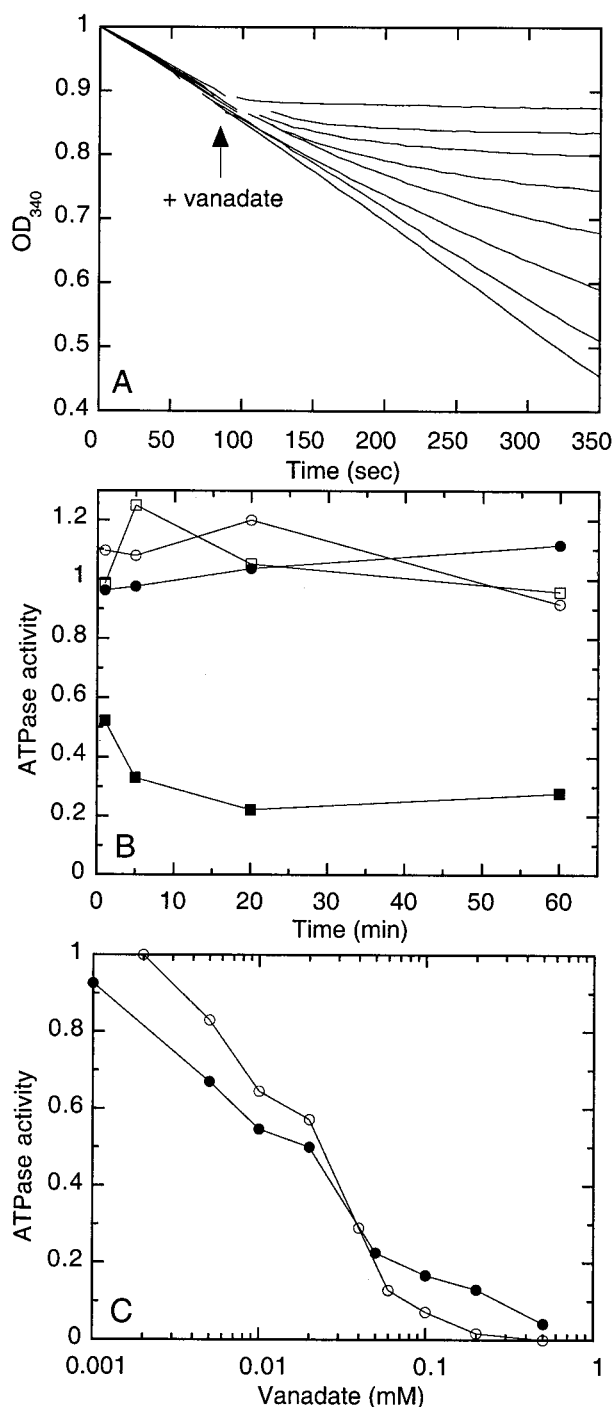 1
0.9
0.8
+ vanadate
0.7
OD340
0.6
0.5
A
0.4
0 50 100 150 200 250 300 350
Time (sec)
1.2
1
0.8
ATPase activity
0.6
0.4
0.2
B
0
0 10 20 30 40 50 60
Time (min)
1
0.8
0.6
ATPase activity
0.4
0.2
C
0
0.001 0.01 0.1 1
Vanadate (mM)